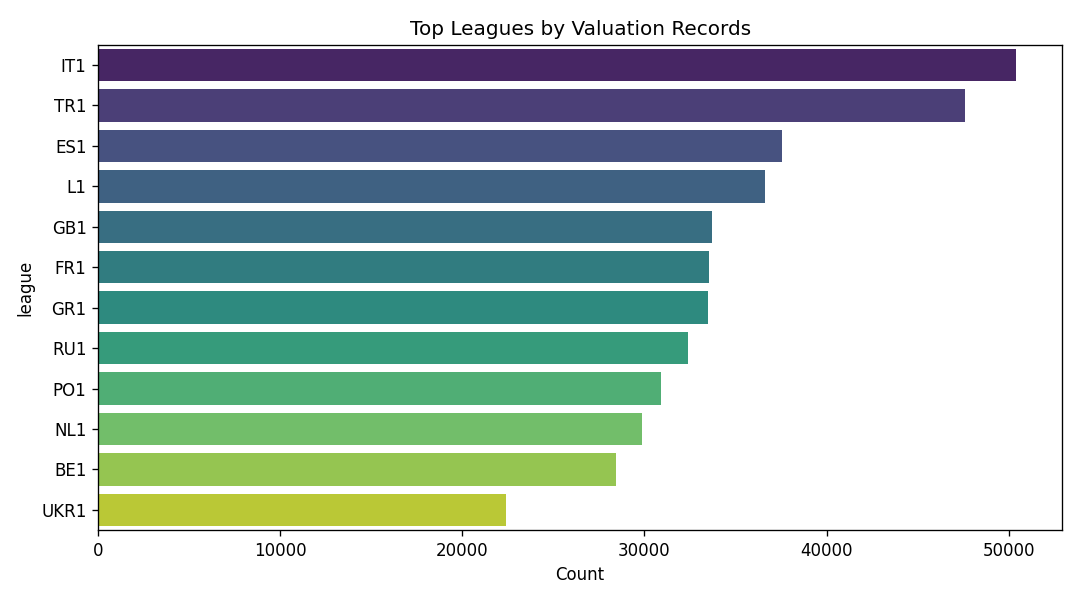 Top Leagues by Valuation Records
IT1
TR1
ES1
L1
GB1
FR1
GR1
RU1
PO1
NL1
BE1
UKR1
league
0 10000 20000 30000 40000 50000
Count